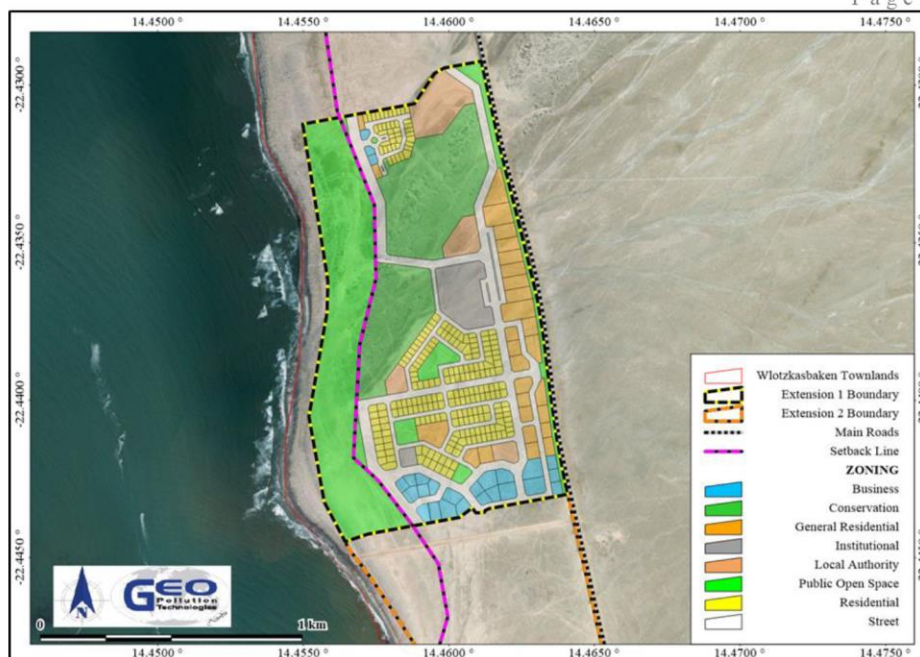 Page
14.4500 ° 14.4550 ° 14.4600 ° 14.4650 ° 14.4700 ° 14.4750 °
-22.4300 °
-22.4350 °
-22.4400 °
-22.4450 °
Wlotzkasbaken Townlands
Extension 1 Boundary
Extension 2 Boundary
Main Roads
Setback Line
ZONING
Business
Conservation
General Residential
Institutional
Local Authority
Public Open Space
Residential
Street
N
GEO
Pollution
Technologies
0 1 km
14.4500 ° 14.4550 ° 14.4600 ° 14.4650 ° 14.4700 ° 14.4750 °